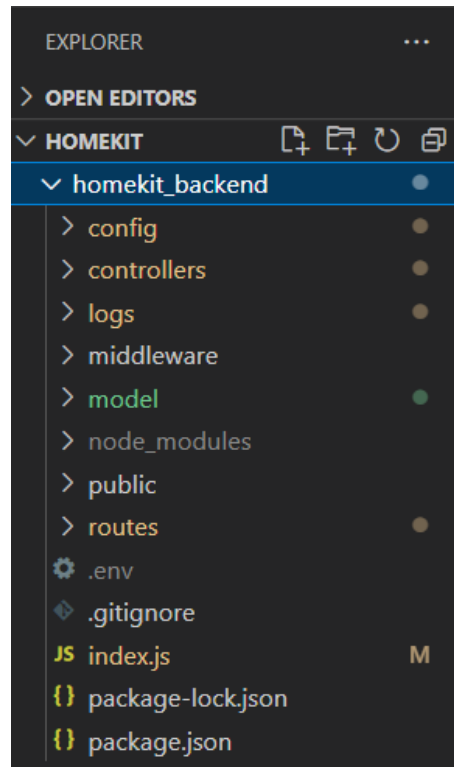 EXPLORER ...
OPEN EDITORS
HOMEKIT
homekit_backend
config
controllers
logs
middleware
model
node_modules
public
routes
.env
.gitignore
JS index.js M
{} package-lock.json
{} package.json